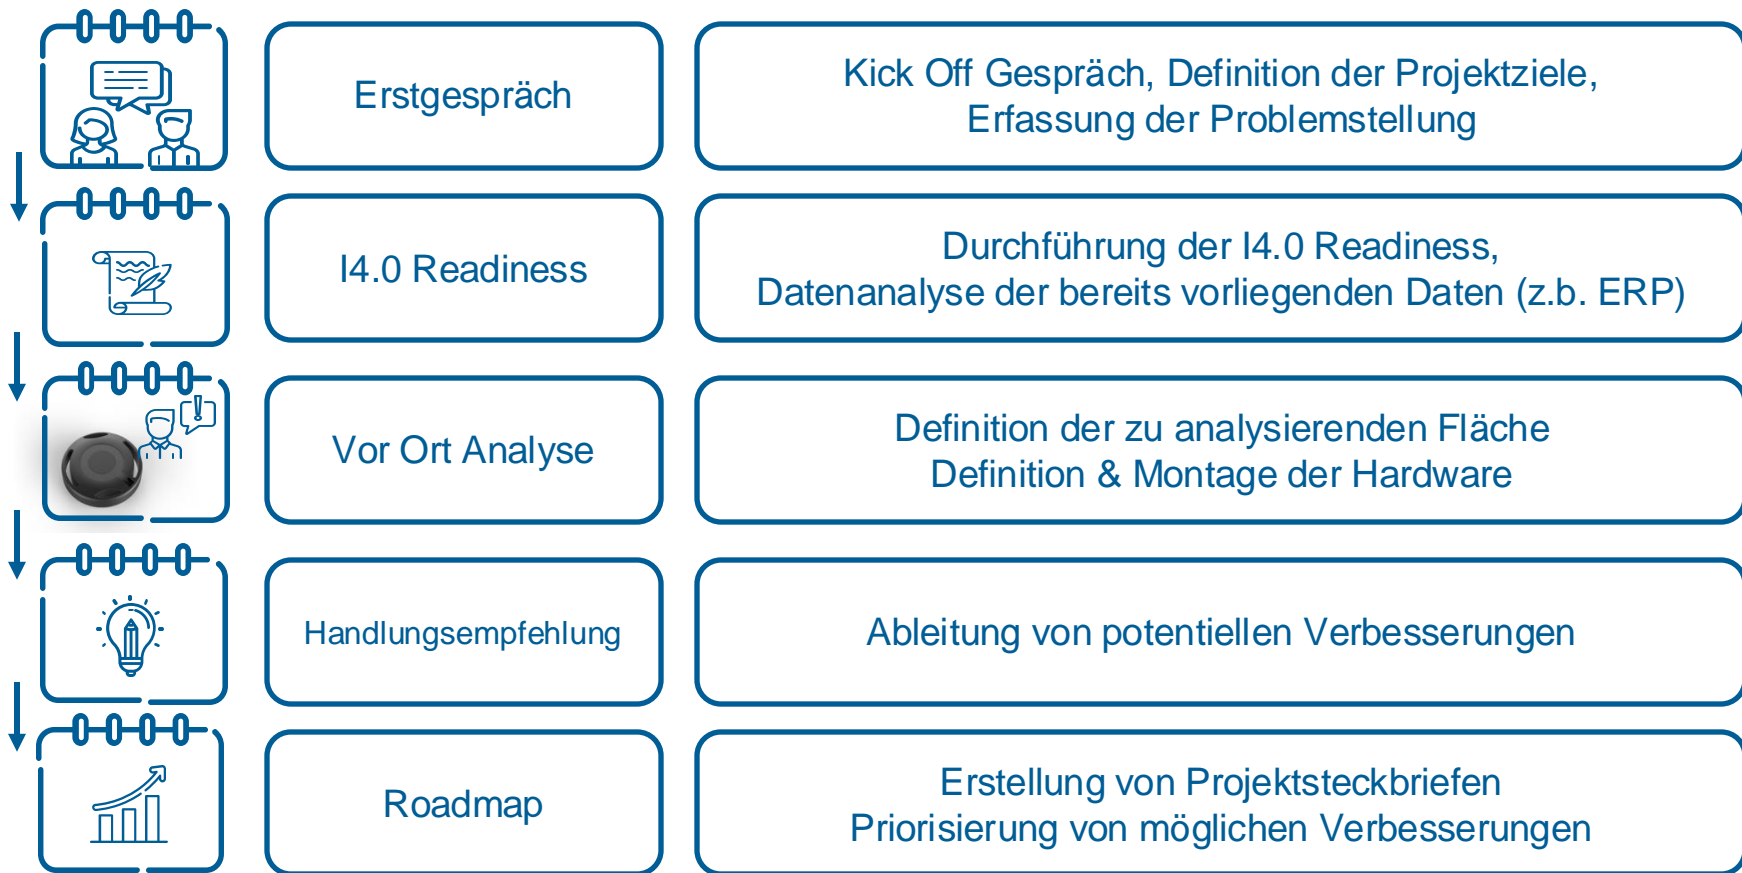 Erstgespräch
Kick Off Gespräch, Definition der Projektziele,
Erfassung der Problemstellung
I4.0 Readiness
Durchführung der I4.0 Readiness,
Datenanalyse der bereits vorliegenden Daten (z.b. ERP)
Vor Ort Analyse
Definition der zu analysierenden Fläche
Definition & Montage der Hardware
Handlungsempfehlung
Ableitung von potentiellen Verbesserungen
Roadmap
Erstellung von Projektsteckbriefen
Priorisierung von möglichen Verbesserungen